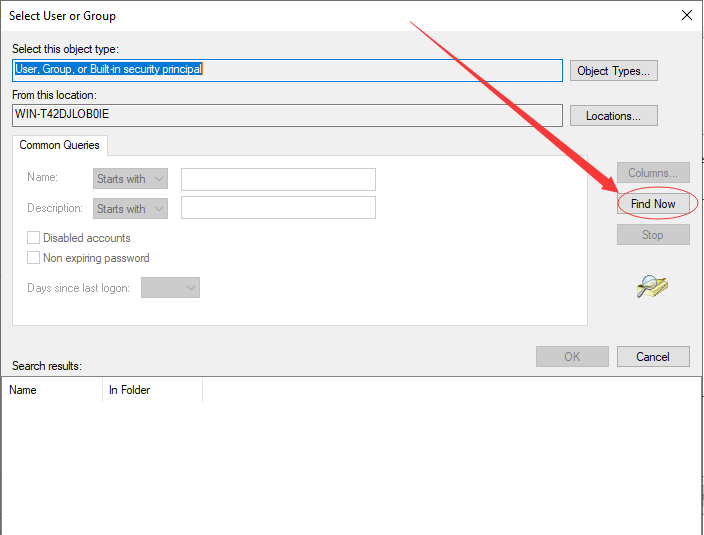 Select User or Group
Select this object type:
User, Group, or Built-in security principal
Object Types...
From this location:
WIN-T42DJLOB0IE
Locations...
Common Queries
Name:
Starts with
Columns...
Find Now
Description:
Starts with
Stop
Disabled accounts
Non expiring password
Days since last logon:
OK
Cancel
Search results:
Name
In Folder